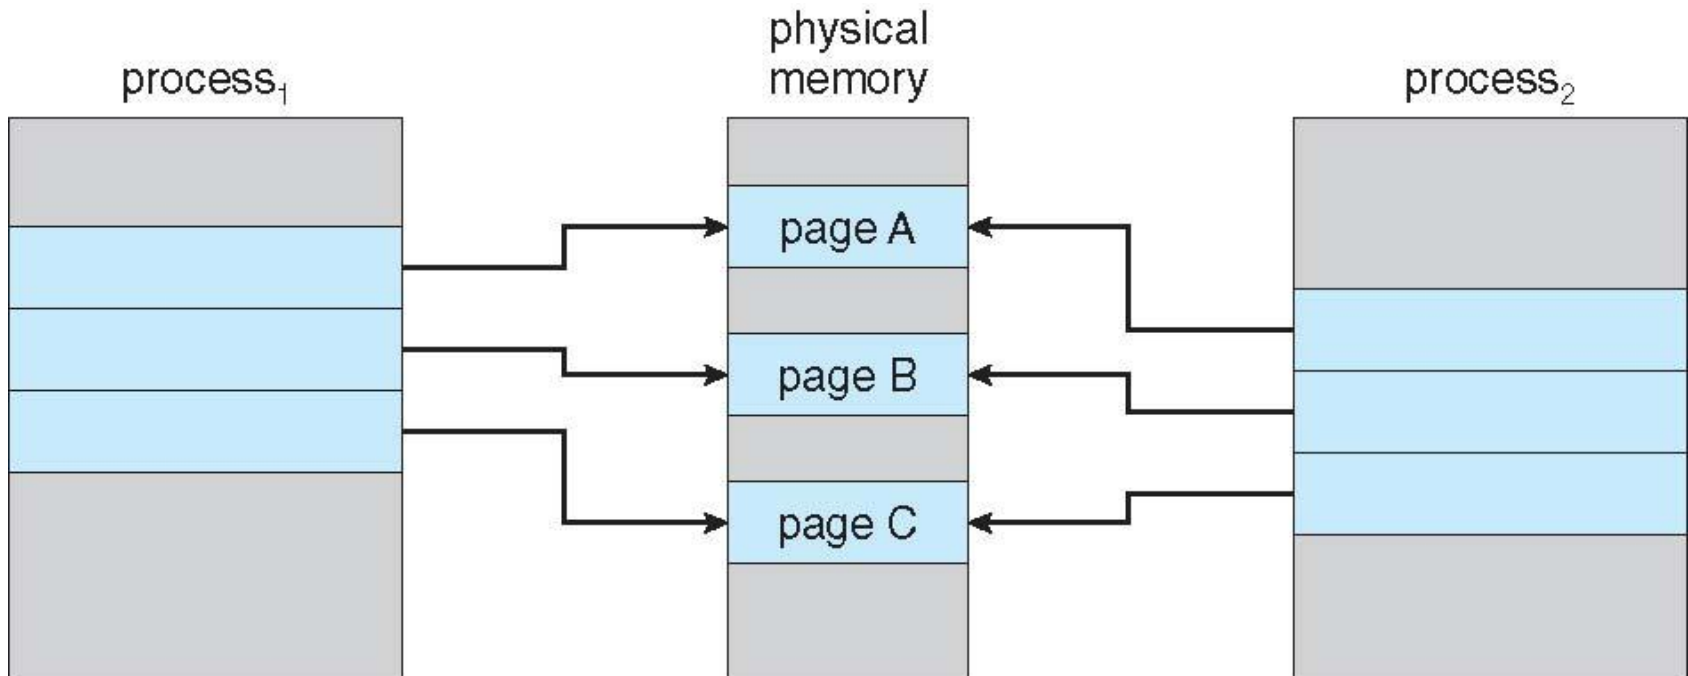 process₁
physical
memory
process₂
page A
page B
page C